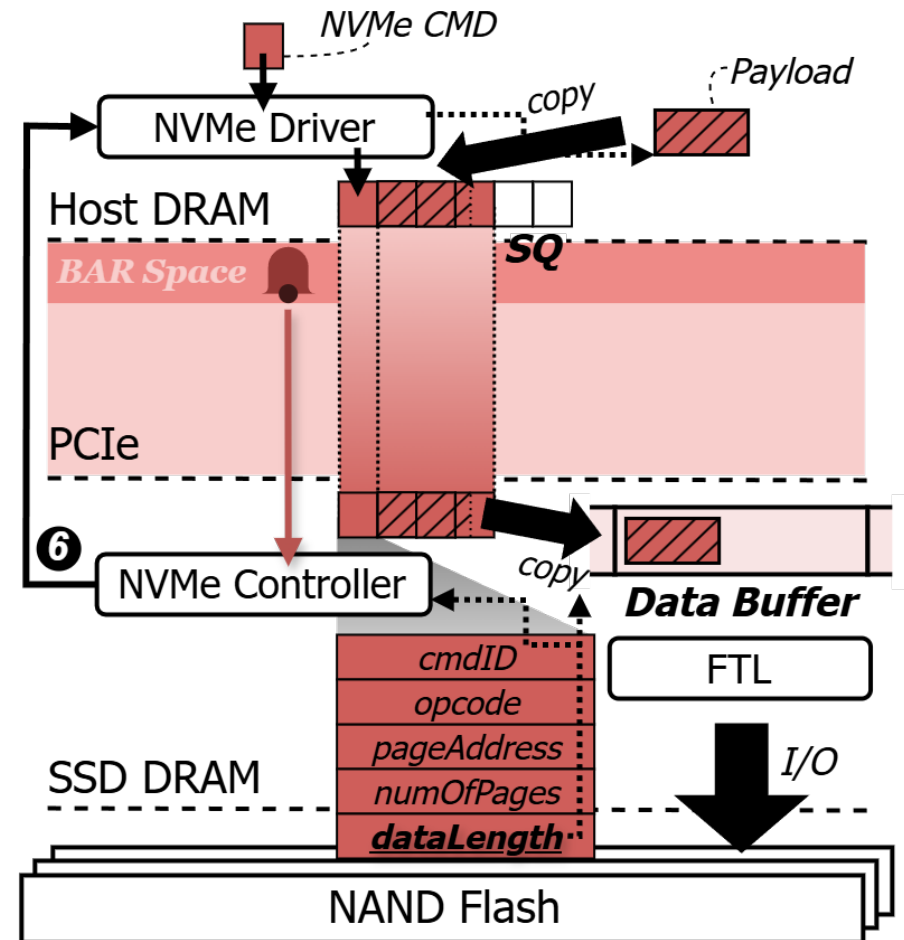 NVMe CMD
Payload
copy
NVMe Driver
Host DRAM
SQ
BAR Space
PCIe
6
NVMe Controller
copy
Data Buffer
cmdID
FTL
opcode
pageAddress
I/O
SSD DRAM
numOfPages
dataLength
NAND Flash